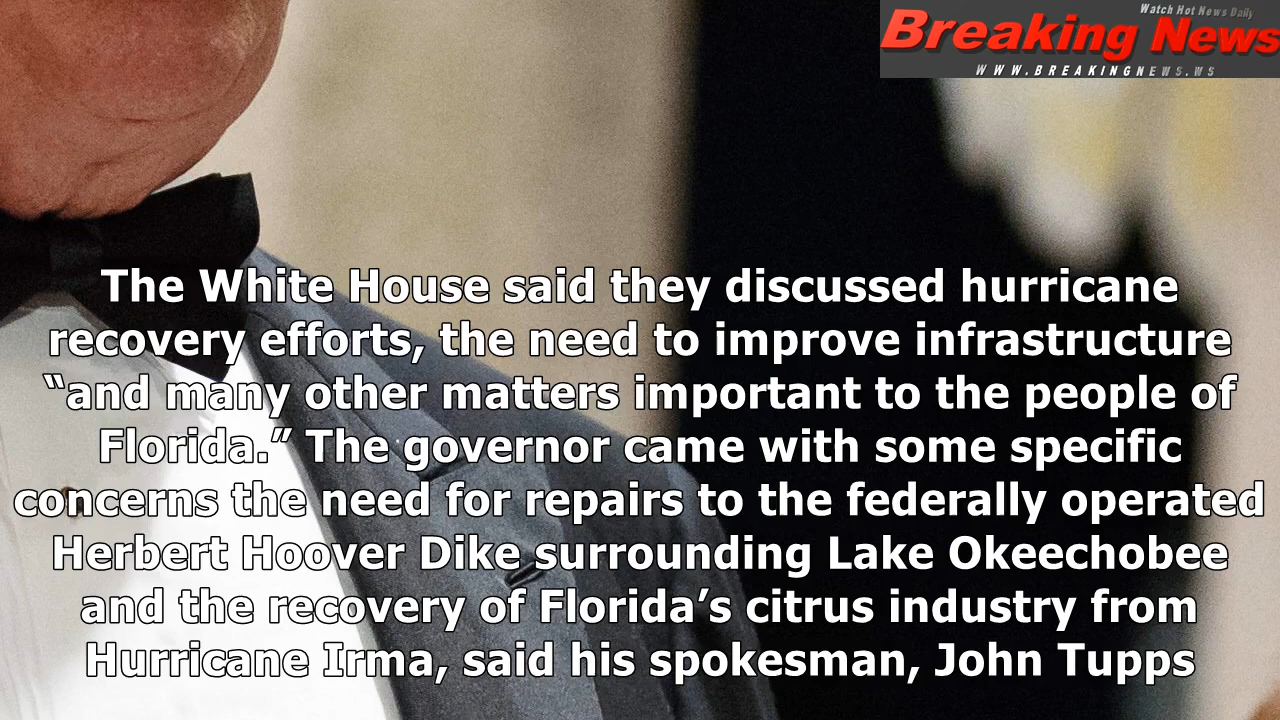 Watch Hot News Daily
Breaking News
WWW.BREAKINGNEWS.WS
The White House said they discussed hurricane
recovery efforts, the need to improve infrastructure
“and many other matters important to the people of
Florida.” The governor came with some specific
concerns the need for repairs to the federally operated
Herbert Hoover Dike surrounding Lake Okeechobee
and the recovery of Florida’s citrus industry from
Hurricane Irma, said his spokesman, John Tupps